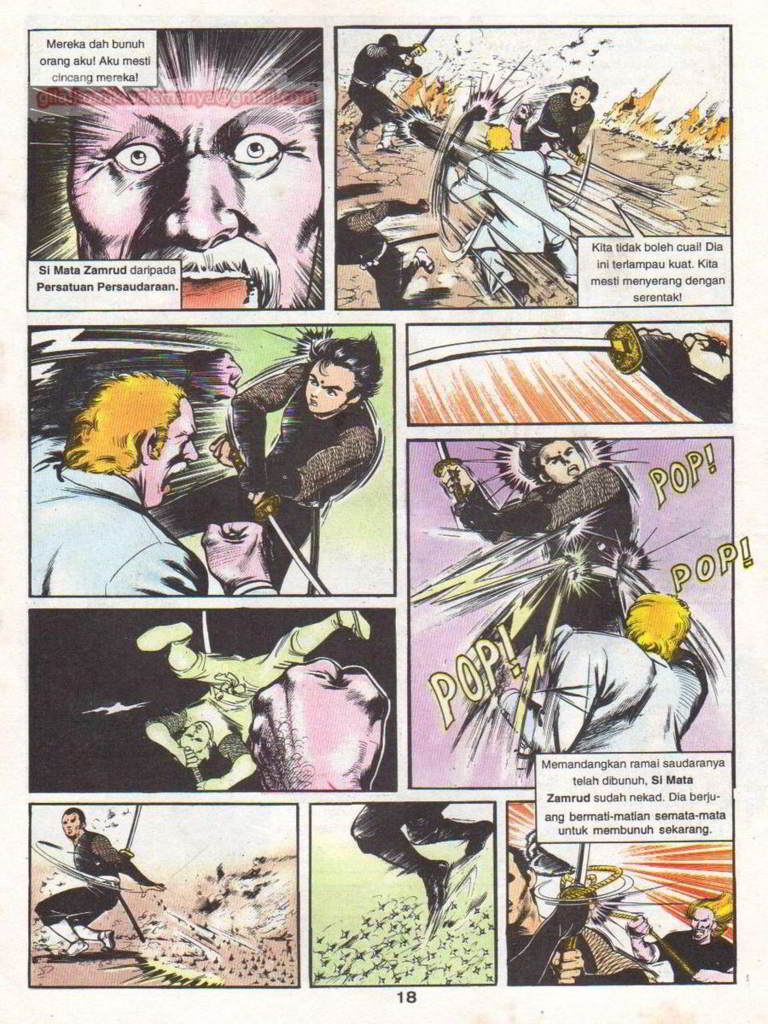 Mereka dah bunuh
orang aku! Aku mesti
cincang mereka!
Si Mata Zamrud daripada
Persatuan Persaudaraan.
Kita tidak boleh cuai! Dia
ini terlampau kuat. Kita
mesti menyerang dengan
serentak!
POP!
POP!
POP!
Memandangkan ramai saudaranya
telah dibunuh, Si Mata
Zamrud sudah nekad. Dia berju-
ang bermati-matian semata-mata
untuk membunuh sekarang.
18